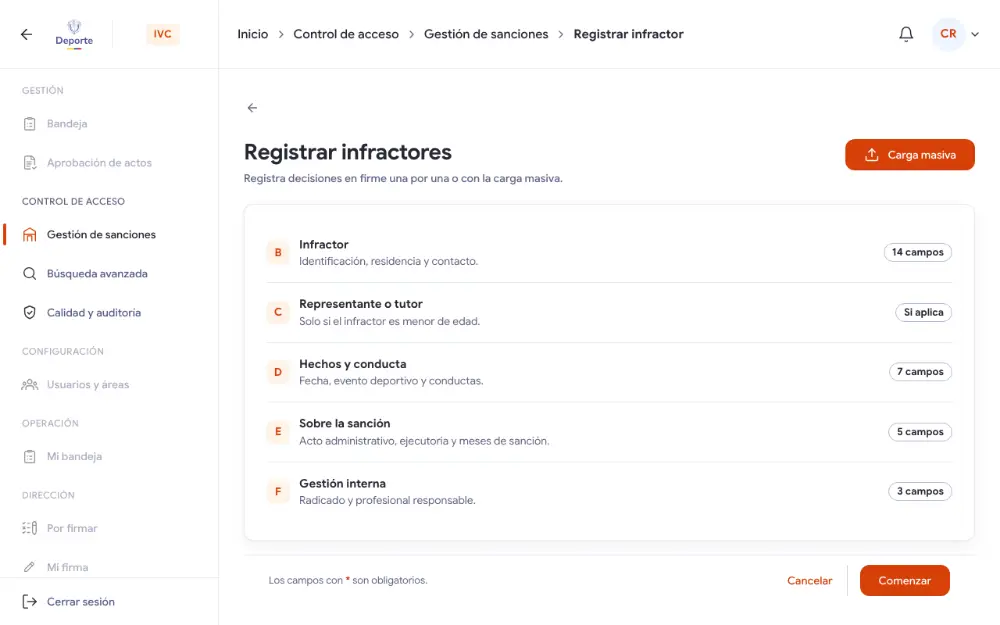 Deporte
IVC
Inicio > Control de acceso > Gestión de sanciones > Registrar infractor
CR
GESTIÓN
Bandeja
Aprobación de actos
CONTROL DE ACCESO
Gestión de sanciones
Búsqueda avanzada
Calidad y auditoría
CONFIGURACIÓN
Usuarios y áreas
OPERACIÓN
Mi bandeja
DIRECCIÓN
Por firmar
Mi firma
Cerrar sesión
Registrar infractores
Registra decisiones en firme una por una o con la carga masiva.
Carga masiva
B
Infractor
Identificación, residencia y contacto.
14 campos
C
Representante o tutor
Solo si el infractor es menor de edad.
Si aplica
D
Hechos y conducta
Fecha, evento deportivo y conductas.
7 campos
E
Sobre la sanción
Acto administrativo, ejecutoria y meses de sanción.
5 campos
F
Gestión interna
Radicado y profesional responsable.
3 campos
Los campos con * son obligatorios.
Cancelar
Comenzar